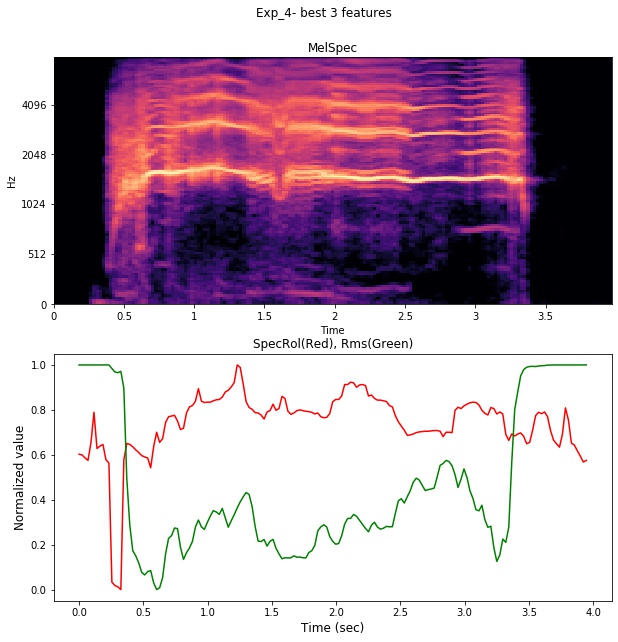 Exp_4- best 3 features
MelSpec
4096
2048
1024
512
0
Hz
0 0.5 1 1.5 2 2.5 3 3.5
Time
SpecRol(Red), Rms(Green)
1.0
0.8
0.6
0.4
0.2
0.0
Normalized value
0.0 0.5 1.0 1.5 2.0 2.5 3.0 3.5 4.0
Time (sec)